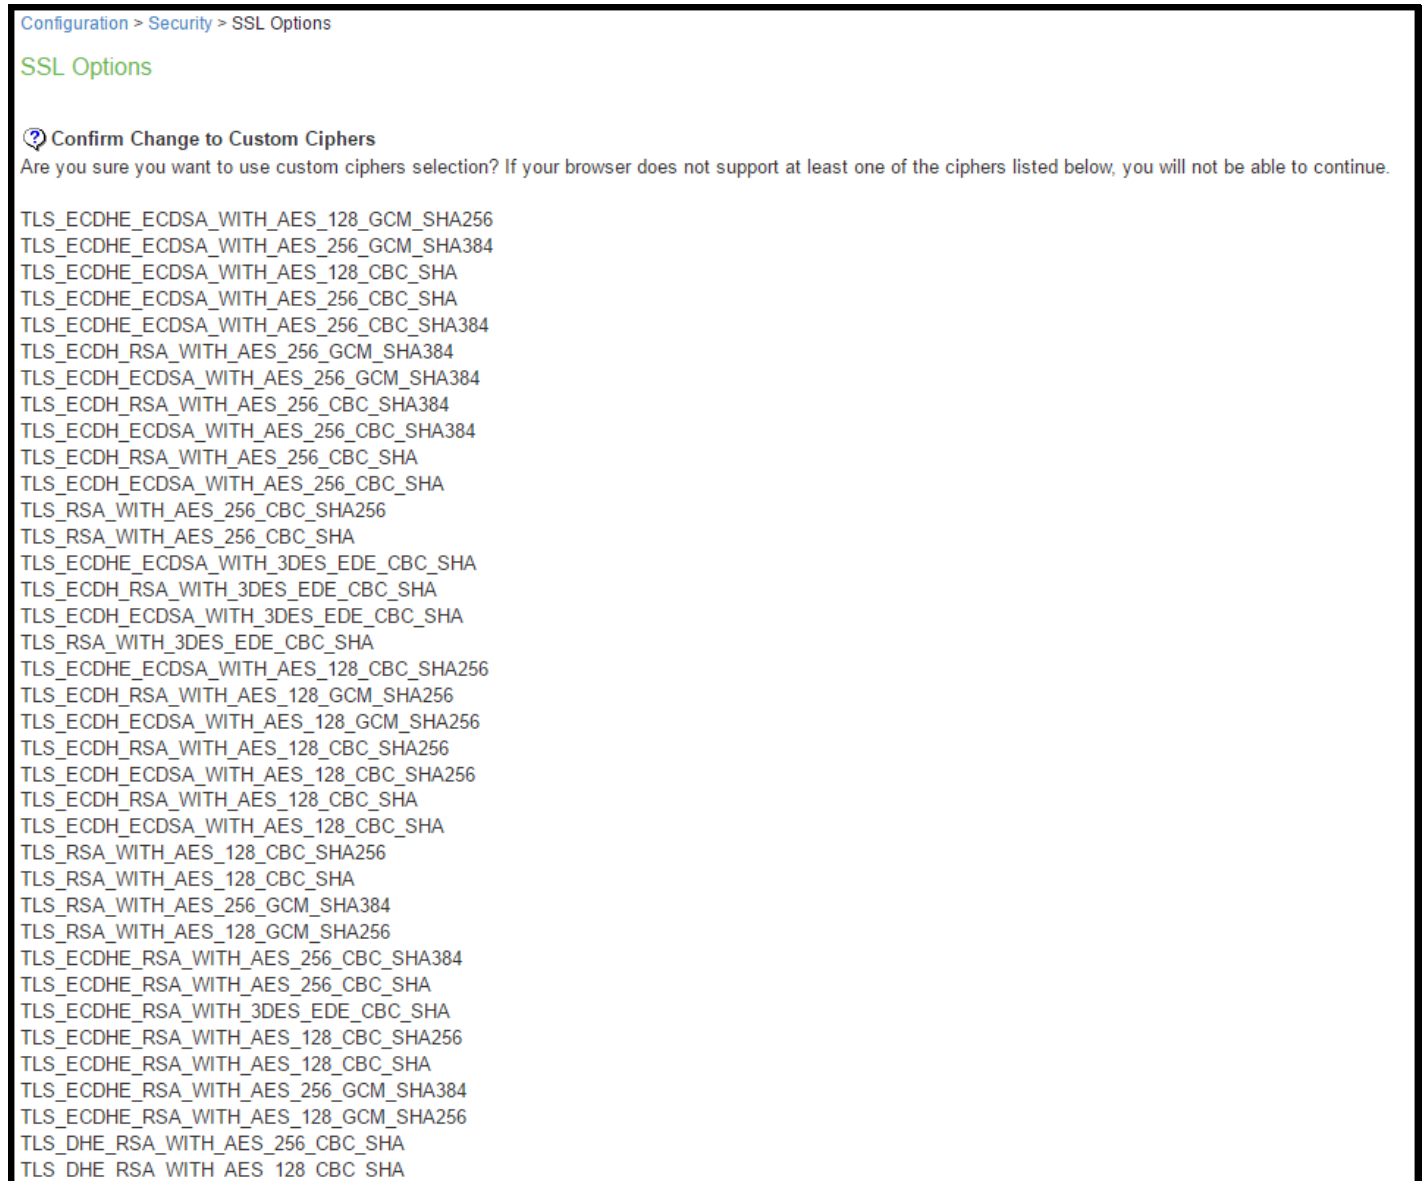 Configuration > Security > SSL Options
SSL Options
Confirm Change to Custom Ciphers
Are you sure you want to use custom ciphers selection? If your browser does not support at least one of the ciphers listed below, you will not be able to continue.
TLS_ECDHE_ECDSA_WITH_AES_128_GCM_SHA256
TLS_ECDHE_ECDSA_WITH_AES_256_GCM_SHA384
TLS_ECDHE_ECDSA_WITH_AES_128_CBC_SHA
TLS_ECDHE_ECDSA_WITH_AES_256_CBC_SHA
TLS_ECDHE_ECDSA_WITH_AES_256_CBC_SHA384
TLS_ECDH_RSA_WITH_AES_256_GCM_SHA384
TLS_ECDH_ECDSA_WITH_AES_256_GCM_SHA384
TLS_ECDH_RSA_WITH_AES_256_CBC_SHA384
TLS_ECDH_ECDSA_WITH_AES_256_CBC_SHA384
TLS_ECDH_RSA_WITH_AES_256_CBC_SHA
TLS_ECDH_ECDSA_WITH_AES_256_CBC_SHA
TLS_RSA_WITH_AES_256_CBC_SHA256
TLS_RSA_WITH_AES_256_CBC_SHA
TLS_ECDHE_ECDSA_WITH_3DES_EDE_CBC_SHA
TLS_ECDH_RSA_WITH_3DES_EDE_CBC_SHA
TLS_ECDH_ECDSA_WITH_3DES_EDE_CBC_SHA
TLS_RSA_WITH_3DES_EDE_CBC_SHA
TLS_ECDHE_ECDSA_WITH_AES_128_CBC_SHA256
TLS_ECDH_RSA_WITH_AES_128_GCM_SHA256
TLS_ECDH_ECDSA_WITH_AES_128_GCM_SHA256
TLS_ECDH_RSA_WITH_AES_128_CBC_SHA256
TLS_ECDH_ECDSA_WITH_AES_128_CBC_SHA256
TLS_ECDH_RSA_WITH_AES_128_CBC_SHA
TLS_ECDH_ECDSA_WITH_AES_128_CBC_SHA
TLS_RSA_WITH_AES_128_CBC_SHA256
TLS_RSA_WITH_AES_128_CBC_SHA
TLS_RSA_WITH_AES_256_GCM_SHA384
TLS_RSA_WITH_AES_128_GCM_SHA256
TLS_ECDHE_RSA_WITH_AES_256_CBC_SHA384
TLS_ECDHE_RSA_WITH_AES_256_CBC_SHA
TLS_ECDHE_RSA_WITH_3DES_EDE_CBC_SHA
TLS_ECDHE_RSA_WITH_AES_128_CBC_SHA256
TLS_ECDHE_RSA_WITH_AES_128_CBC_SHA
TLS_ECDHE_RSA_WITH_AES_256_GCM_SHA384
TLS_ECDHE_RSA_WITH_AES_128_GCM_SHA256
TLS_DHE_RSA_WITH_AES_256_CBC_SHA
TLS_DHE_RSA_WITH_AES_128_CBC_SHA